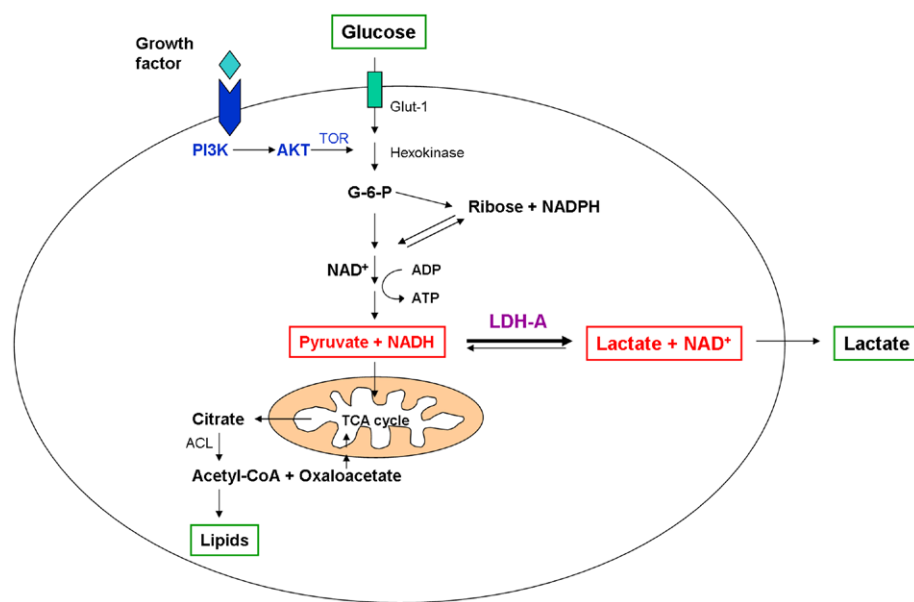 Glucose
Growth
factor
Glut-1
PI3K
AKT
TOR
Hexokinase
G-6-P
Ribose + NADPH
NAD⁺
ADP
ATP
LDH-A
Pyruvate + NADH
Lactate + NAD⁺
Lactate
TCA cycle
Citrate
ACL
Acetyl-CoA + Oxaloacetate
Lipids